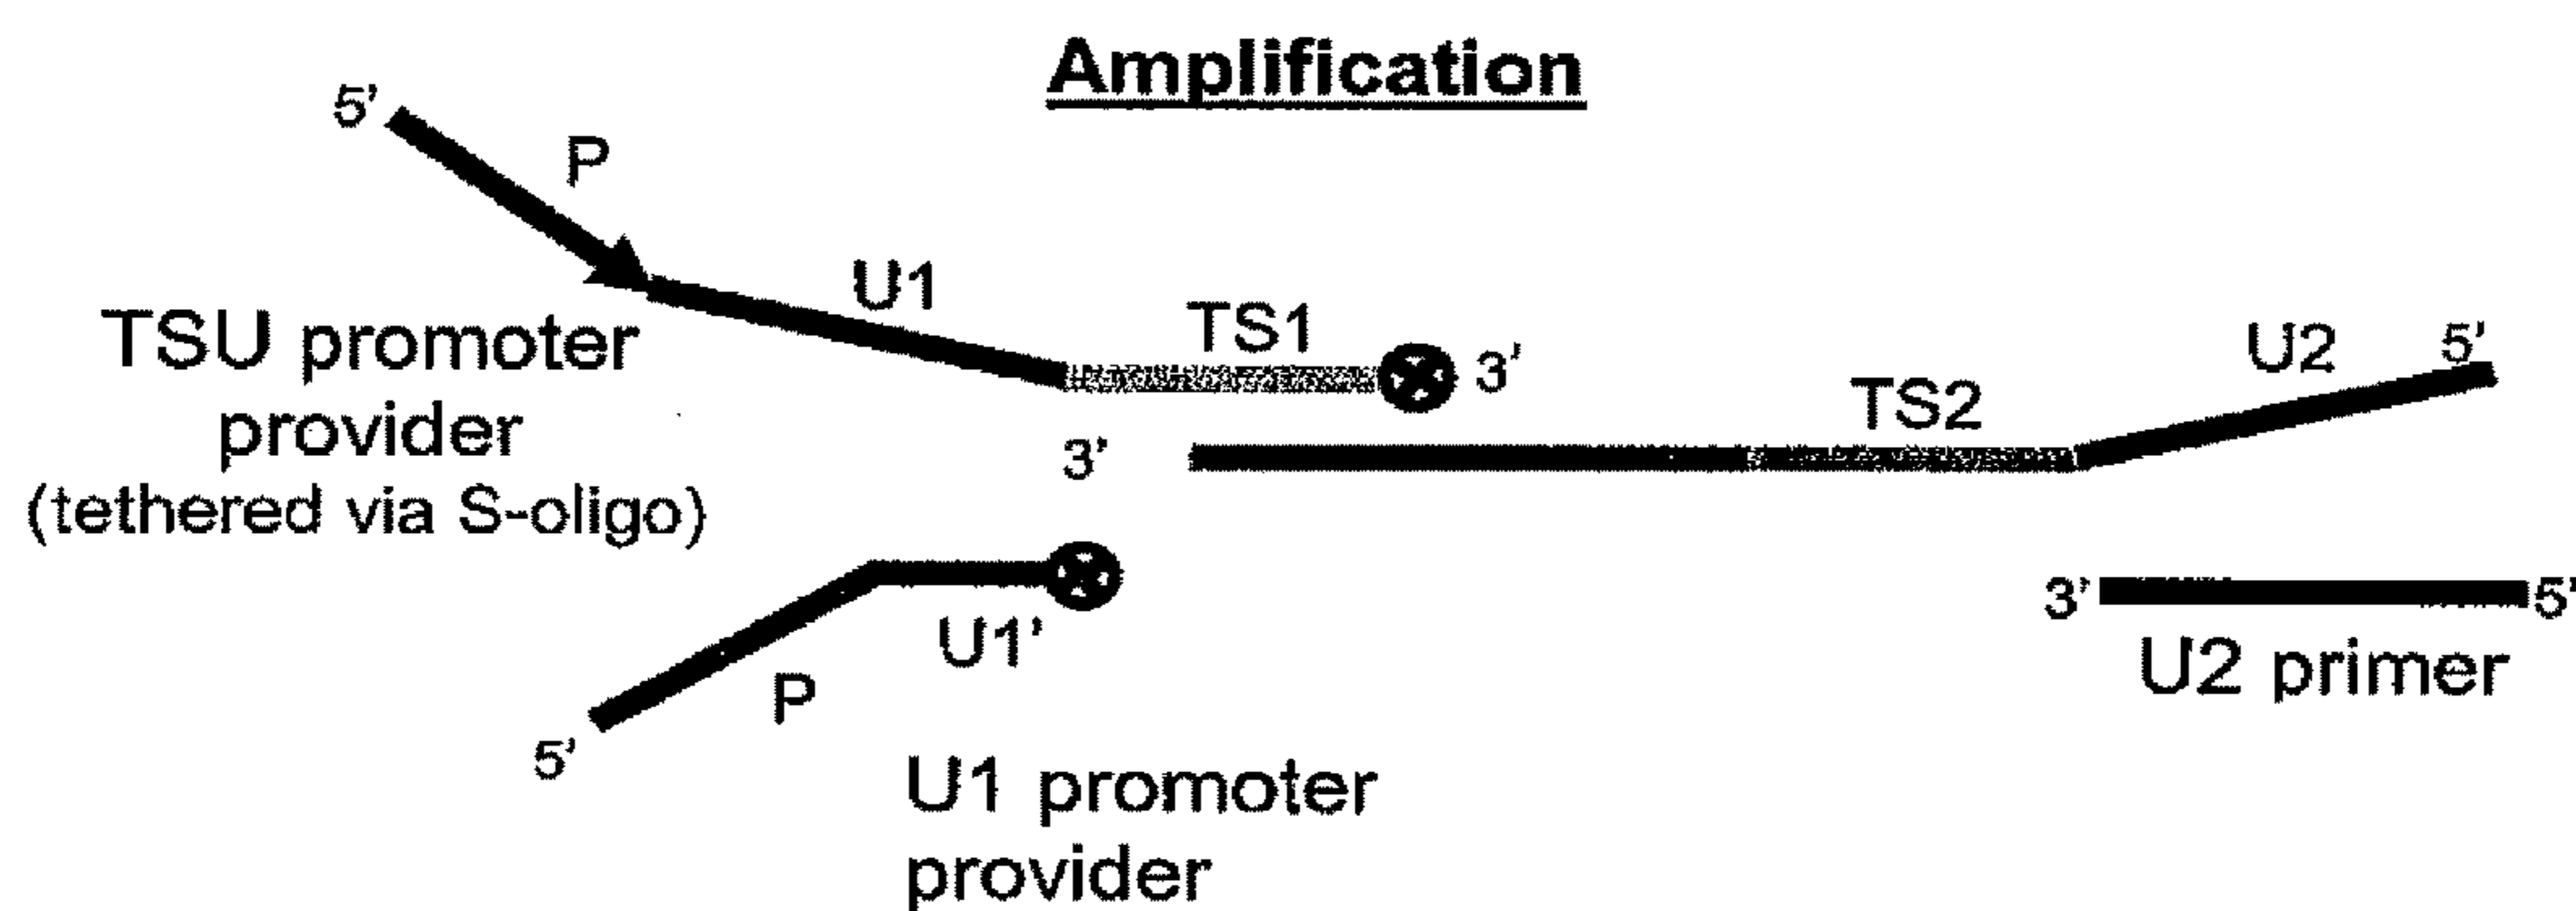 Amplification
5'
P
U1
TS1
3'
TSU promoter
provider
(tethered via S-oligo)
U2
5'
TS2
3'
U1'
P
5'
3'
5'
U2 primer
U1 promoter
provider